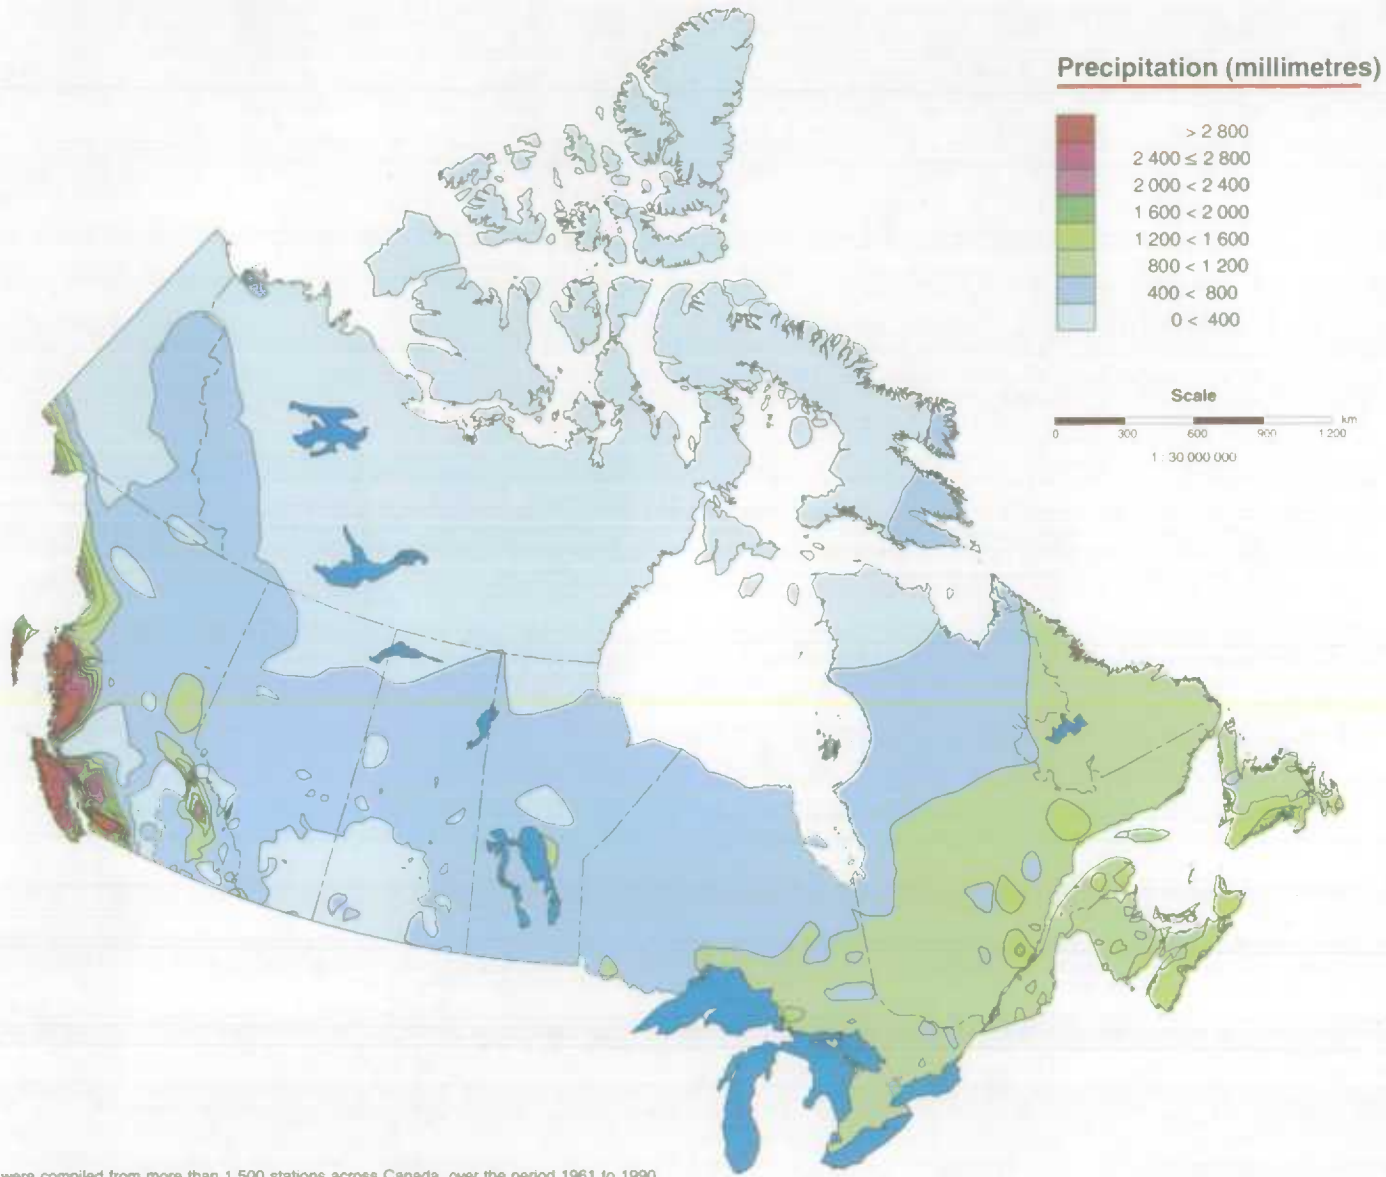 Precipitation (millimetres)
> 2 800
2 400 ≤ 2 800
2 000 < 2 400
1 600 < 2 000
1 200 < 1 600
800 < 1 200
400 < 800
0 < 400
Scale
0 300 600 900 1 200 km
1 : 30 000 000
were compiled from more than 1 500 stations across Canada, over the period 1961 to 1990